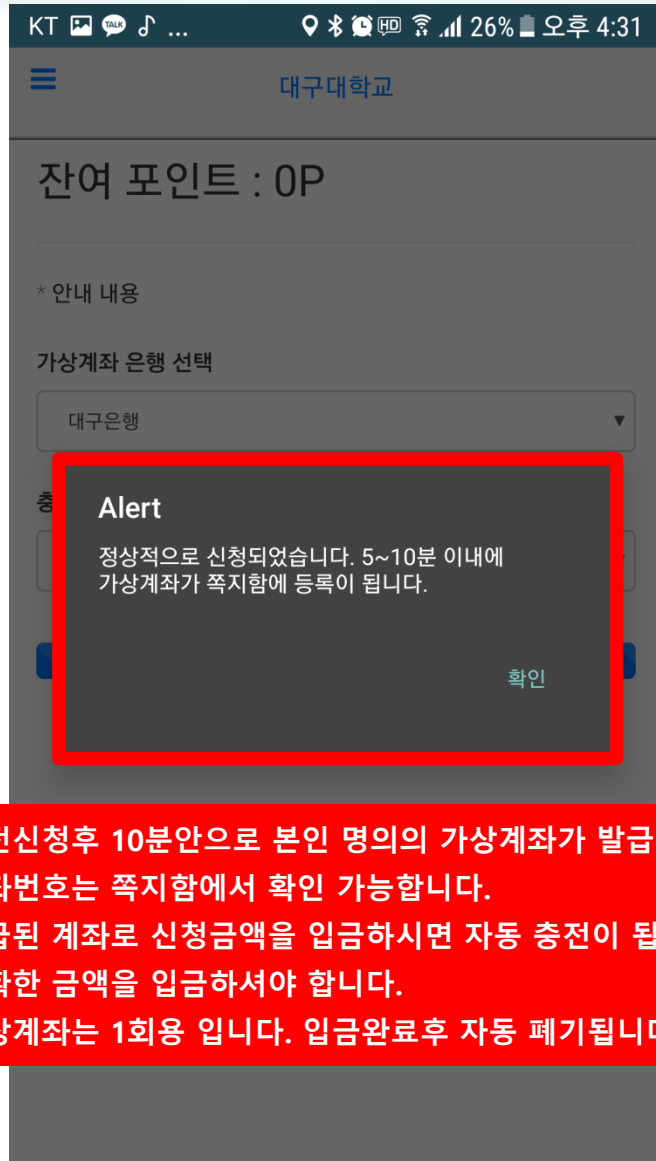 KT TALK ... HD 26% 오후 4:31
대구대학교
잔여 포인트 : 0P
* 안내 내용
가상계좌 은행 선택
대구은행
충
Alert
정상적으로 신청되었습니다. 5~10분 이내에
가상계좌가 쪽지함에 등록이 됩니다.
확인
신청후 10분안으로 본인 명의의 가상계좌가 발급
번호는 쪽지함에서 확인 가능합니다.
된 계좌로 신청금액을 입금하시면 자동 충전이 됩
한 금액을 입금하셔야 합니다.
계좌는 1회용 입니다. 입금완료후 자동 폐기됩니